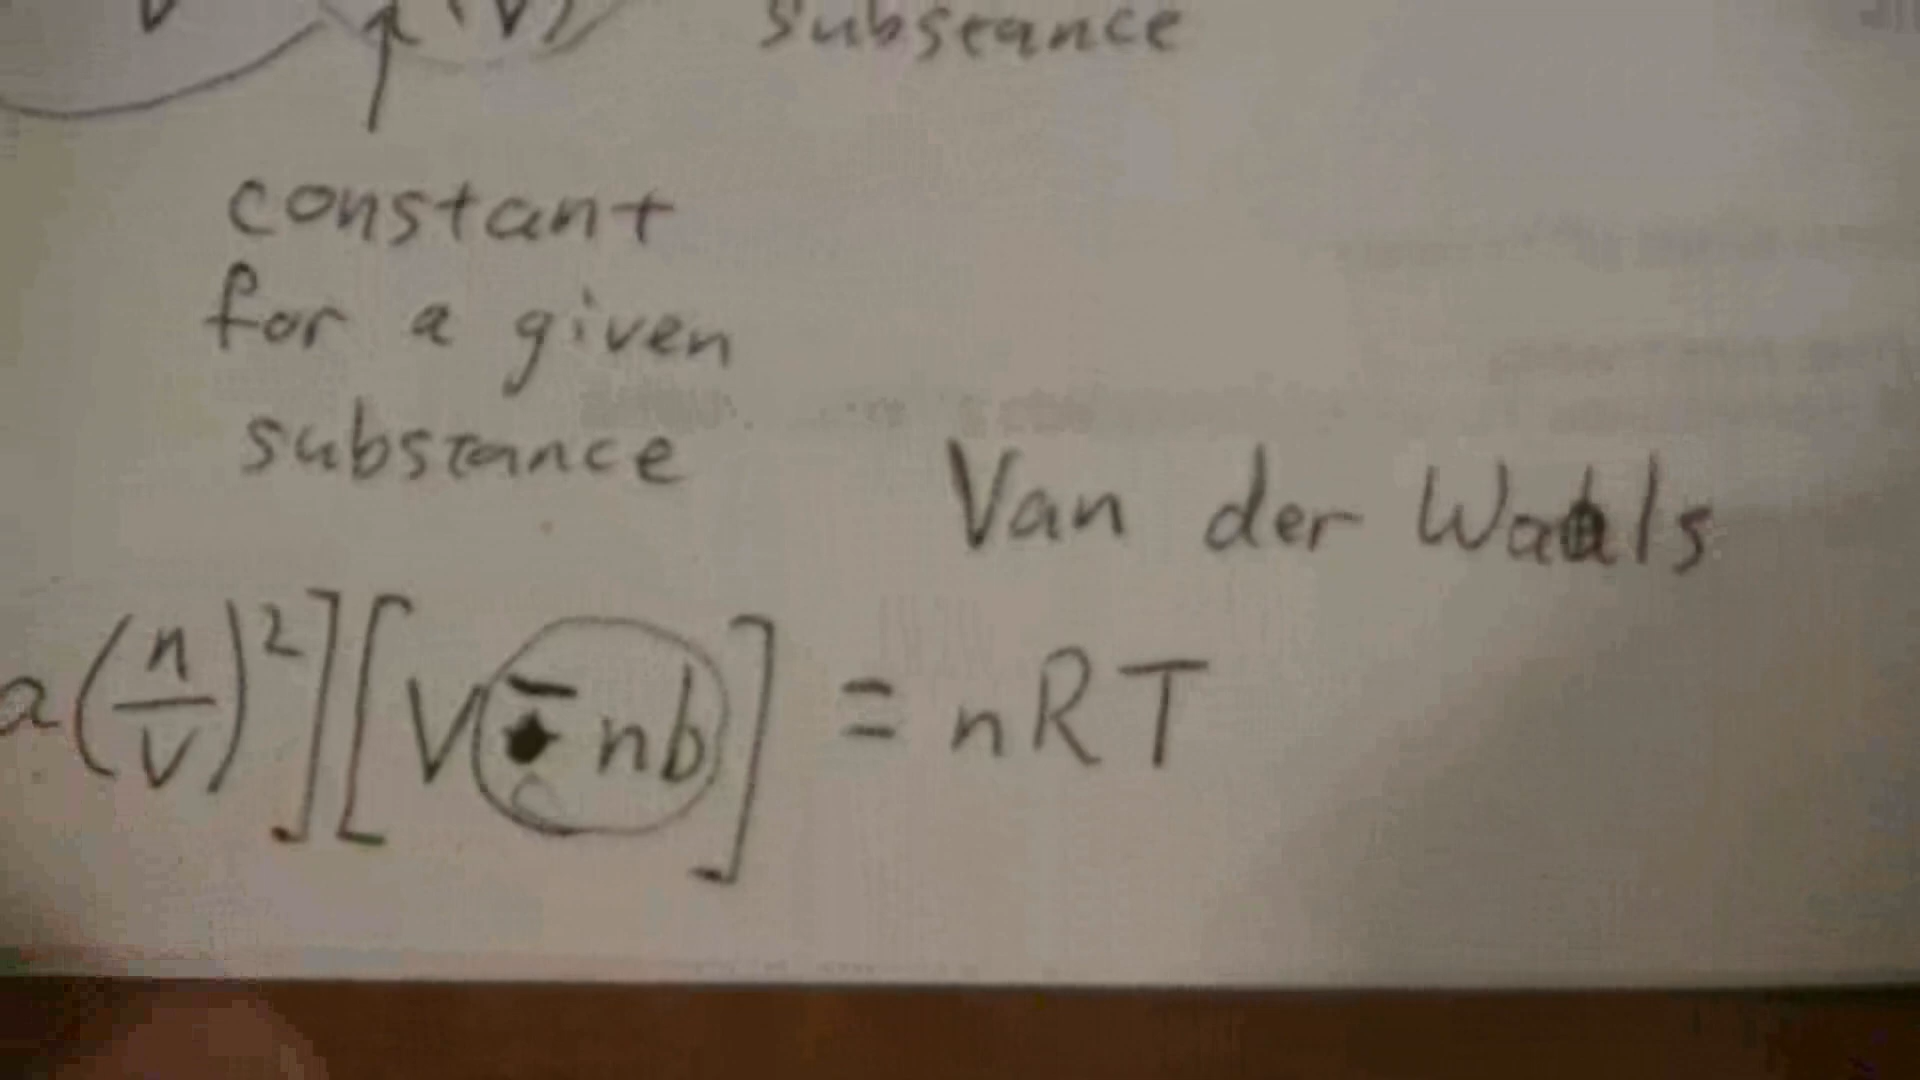 (V) substance
constant
for a given
substance
Van der Waals
a(n/V)²][V - nb] = nRT